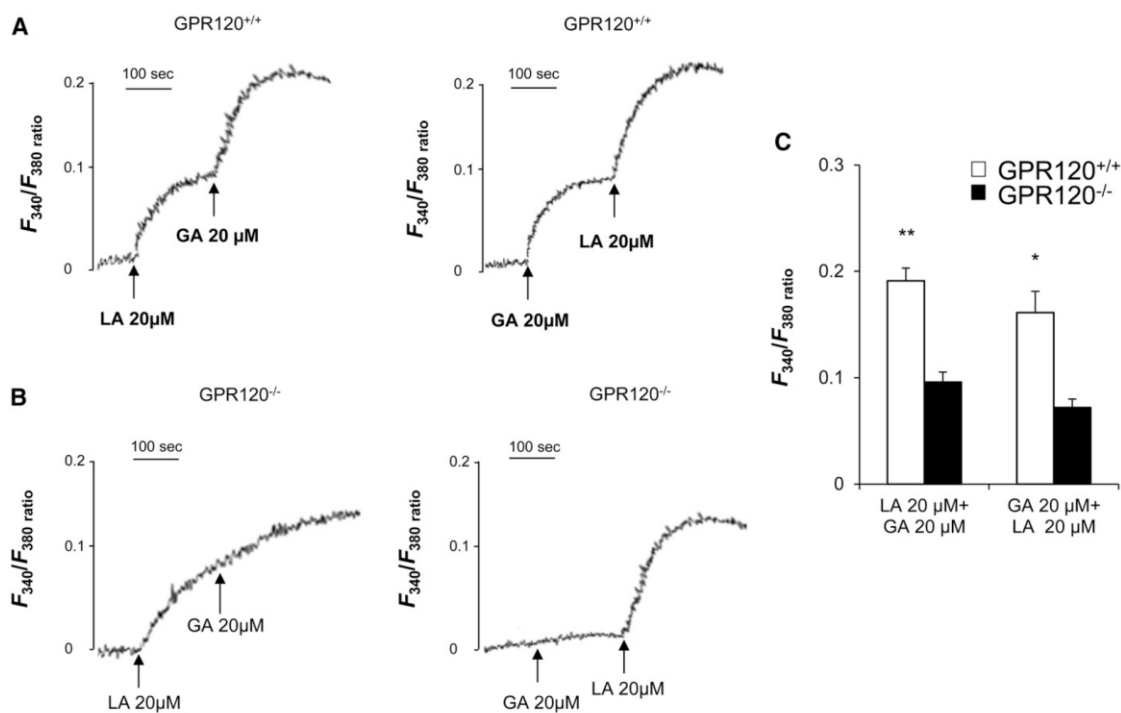 A
GPR120+/+
100 sec
0.2
0.1
0
F340/F380 ratio
GA 20 µM
LA 20µM
GPR120+/+
100 sec
0.2
0.1
0
F340/F380 ratio
LA 20µM
GA 20µM
B
GPR120-/-
100 sec
0.2
0.1
0
F340/F380 ratio
GA 20µM
LA 20µM
GPR120-/-
100 sec
0.2
0.1
0
F340/F380 ratio
GA 20µM
LA 20µM
C
GPR120+/+
GPR120-/-
0.3
0.2
0.1
0
F340/F380 ratio
**
*
LA 20 µM+
GA 20 µM
GA 20 µM+
LA 20 µM